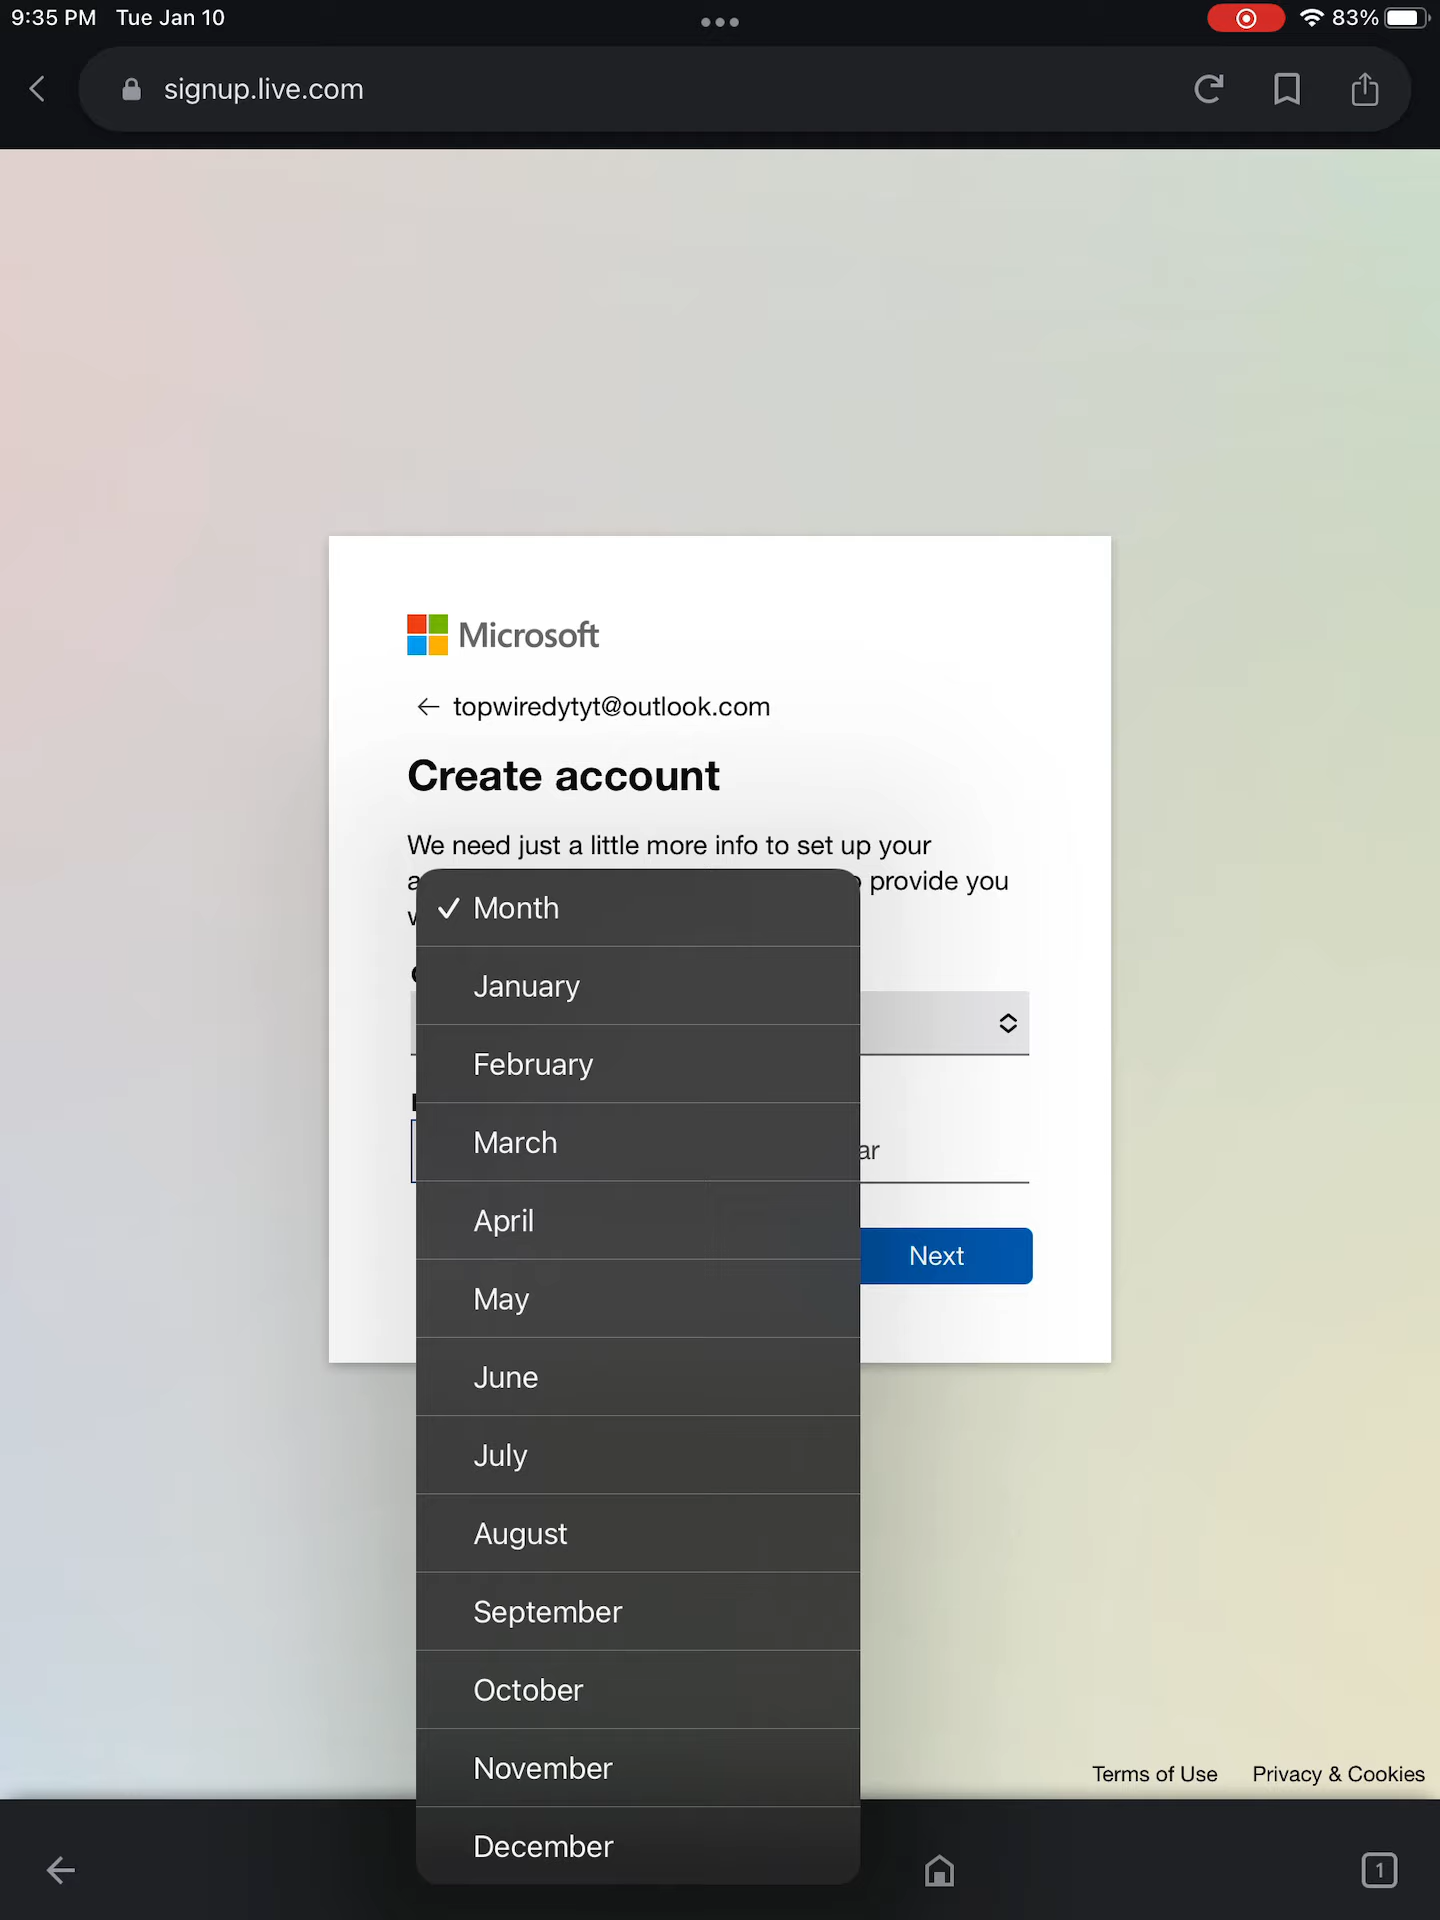 9:35 PM Tue Jan 10
83%
signup.live.com
Microsoft
topwiredytyt@outlook.com
Create account
We need just a little more info to set up your
provide you
Month
January
February
March
April
May
June
July
August
September
October
November
December
Next
Terms of Use Privacy & Cookies
1